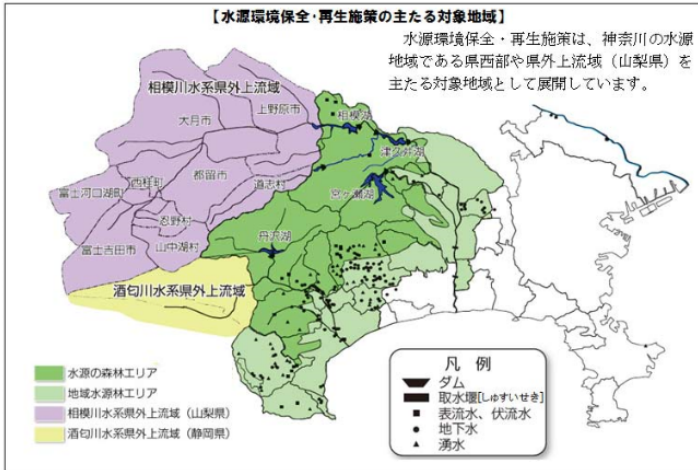 【水源環境保全・再生施策の主たる対象地域】
水源環境保全・再生施策は、神奈川の水源
地域である県西部や県外上流域（山梨県）を
主たる対象地域として展開しています。
相模川水系県外上流域
上野原市
大月市
相模湖
津久井湖
都留市
西桂町
道志村
富士河口湖町
宮ヶ瀬湖
忍野村
富士吉田市
山中湖村
丹沢湖
酒匂川水系県外上流域
水源の森林エリア
地域水源林エリア
相模川水系県外上流域（山梨県）
酒匂川水系県外上流域（静岡県）
凡 例
ダム
取水堰[しゅすいせき]
表流水、伏流水
地下水
湧水